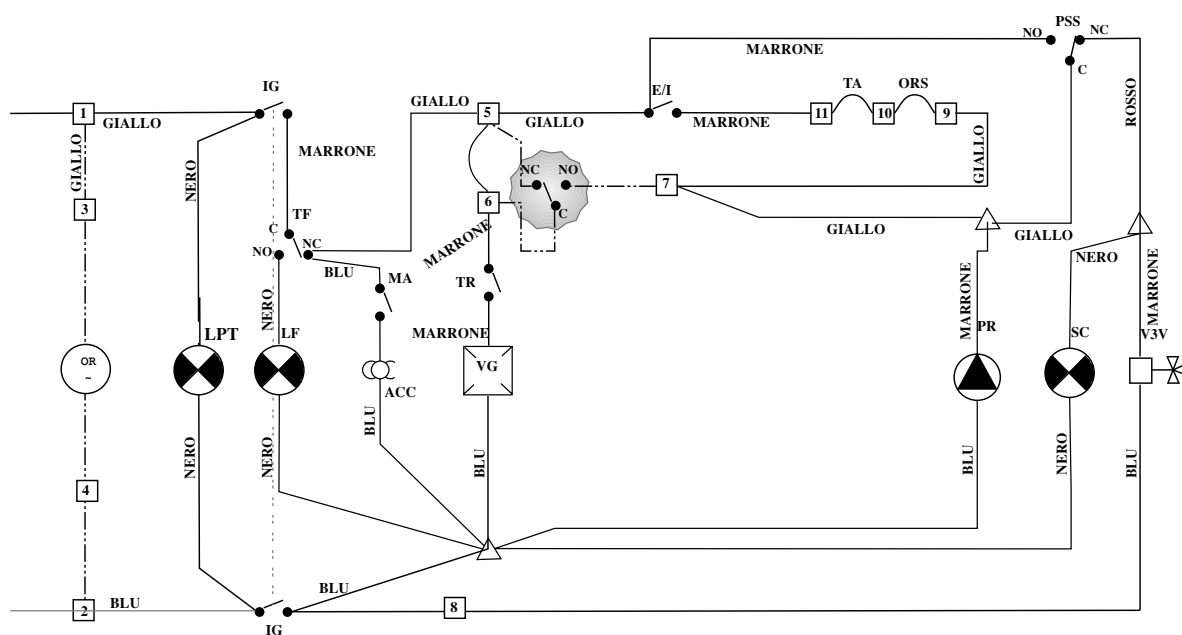 PSS
NO
NC
MARRONE
C
IG
E/I
TA
ORS
1
GIALLO
GIALLO
5
GIALLO
MARRONE
11
10
9
ROSSO
GIALLO
NERO
MARRONE
NC
NO
7
GIALLO
3
6
C
TF
C
NO
NC
MARRONE
GIALLO
GIALLO
BLU
MA
TR
NERO
MARRONE
MARRONE
NERO
LPT
LF
MARRONE
PR
SC
V3V
OR
~
VG
ACC
BLU
NERO
NERO
BLU
BLU
NERO
BLU
4
2
BLU
BLU
8
IG